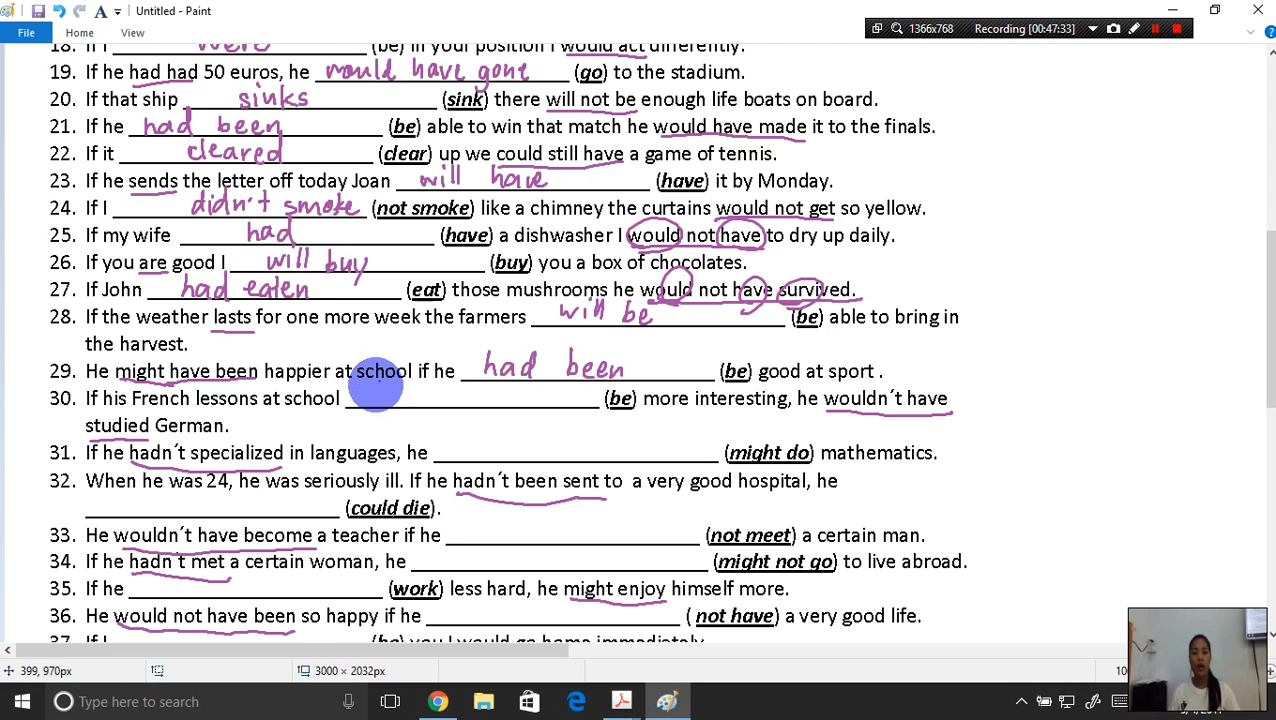 Untitled - Paint
1366x768 Recording [00:47:33]
File Home View
18. If I were (be) in your position I would act differently.
19. If he had had 50 euros, he would have gone (go) to the stadium.
20. If that ship sinks (sink) there will not be enough life boats on board.
21. If he had been (be) able to win that match he would have made it to the finals.
22. If it cleared (clear) up we could still have a game of tennis.
23. If he sends the letter off today Joan will have (have) it by Monday.
24. If I didn't smoke (not smoke) like a chimney the curtains would not get so yellow.
25. If my wife had (have) a dishwasher I would not have to dry up daily.
26. If you are good I will buy (buy) you a box of chocolates.
27. If John had eaten (eat) those mushrooms he would not have survived.
28. If the weather lasts for one more week the farmers will be (be) able to bring in
the harvest.
29. He might have been happier at school if he had been (be) good at sport .
30. If his French lessons at school (be) more interesting, he wouldn´t have
studied German.
31. If he hadn´t specialized in languages, he (might do) mathematics.
32. When he was 24, he was seriously ill. If he hadn´t been sent to a very good hospital, he
(could die).
33. He wouldn´t have become a teacher if he (not meet) a certain man.
34. If he hadn´t met a certain woman, he (might not go) to live abroad.
35. If he (work) less hard, he might enjoy himself more.
36. He would not have been so happy if he ( not have) a very good life.
37. If I (be) you I would go home immediately.
399, 970px 3000 × 2032px
Type here to search